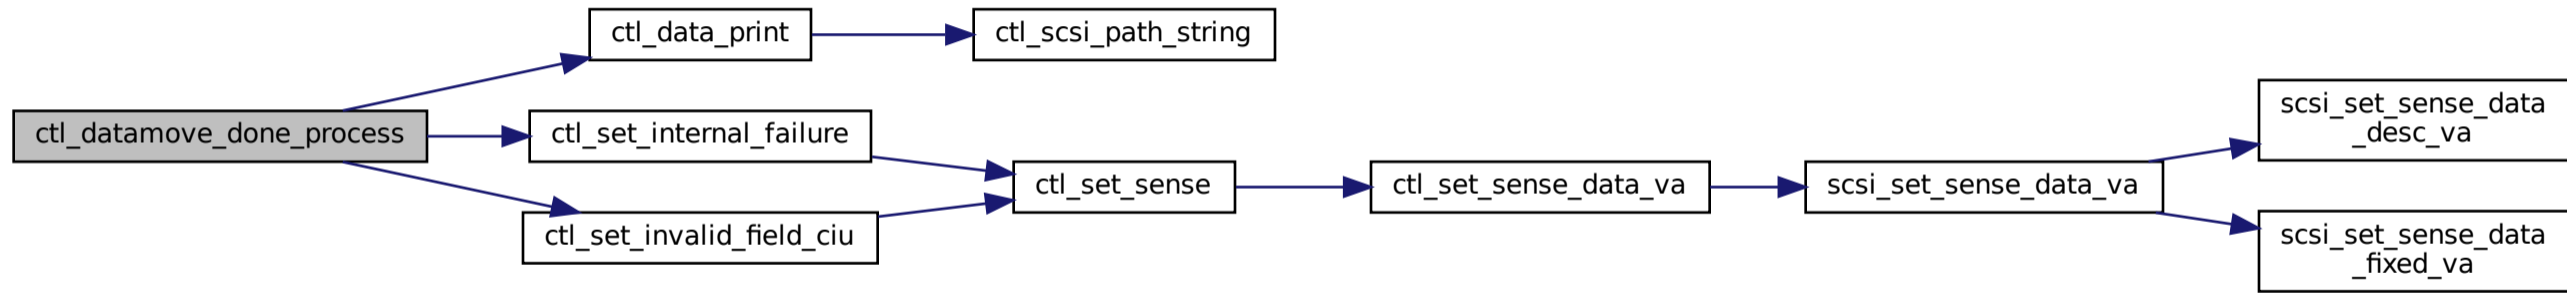 ctl_data_print
ctl_scsi_path_string
ctl_datamove_done_process
ctl_set_internal_failure
ctl_set_invalid_field_ciu
ctl_set_sense
ctl_set_sense_data_va
scsi_set_sense_data_va
scsi_set_sense_data
_desc_va
scsi_set_sense_data
_fixed_va